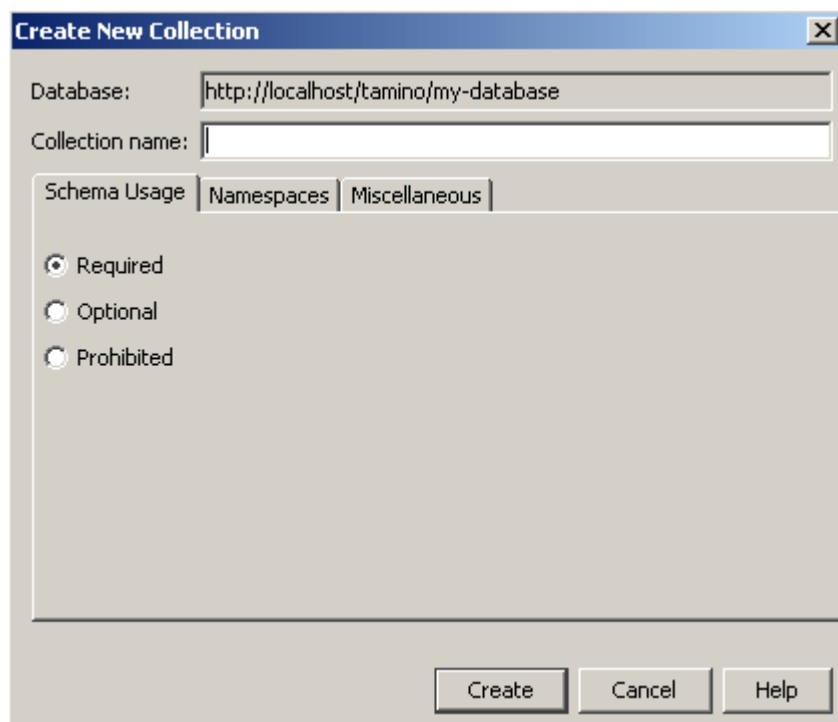 Create New Collection
Database: http://localhost/tamino/my-database
Collection name:
Schema Usage Namespaces Miscellaneous
Required
Optional
Prohibited
Create Cancel Help